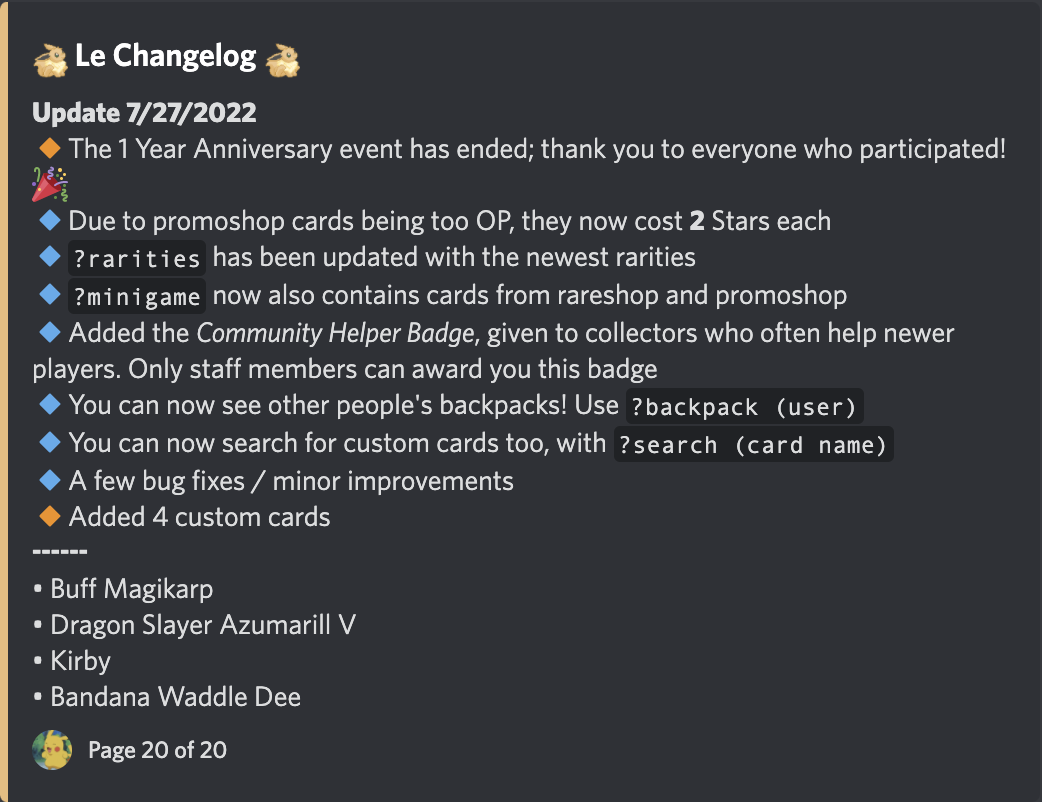 Le Changelog
Update 7/27/2022
The 1 Year Anniversary event has ended; thank you to everyone who participated!
Due to promoshop cards being too OP, they now cost 2 Stars each
?rarities has been updated with the newest rarities
?minigame now also contains cards from rareshop and promoshop
Added the Community Helper Badge, given to collectors who often help newer
players. Only staff members can award you this badge
You can now see other people's backpacks! Use ?backpack (user)
You can now search for custom cards too, with ?search (card name)
A few bug fixes / minor improvements
Added 4 custom cards
------
• Buff Magikarp
• Dragon Slayer Azumarill V
• Kirby
• Bandana Waddle Dee
Page 20 of 20